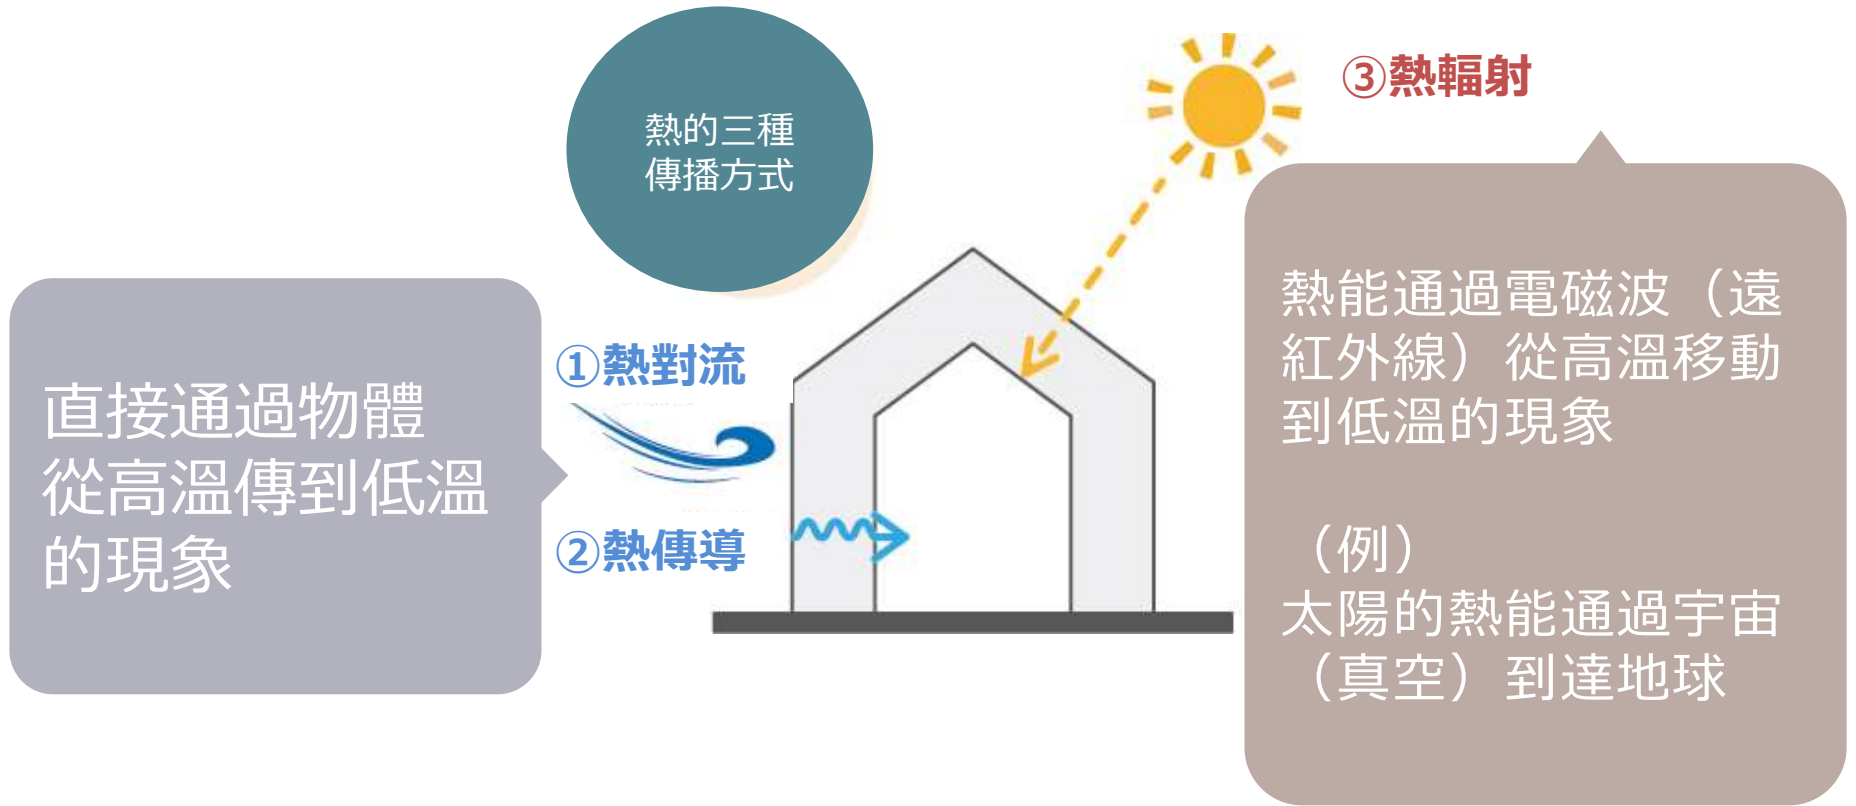 熱的三種
傳播方式
③熱輻射
①熱對流
②熱傳導
直接通過物體
從高溫傳到低溫
的現象
熱能通過電磁波（遠
紅外線）從高溫移動
到低溫的現象
（例）
太陽的熱能通過宇宙
（真空）到達地球